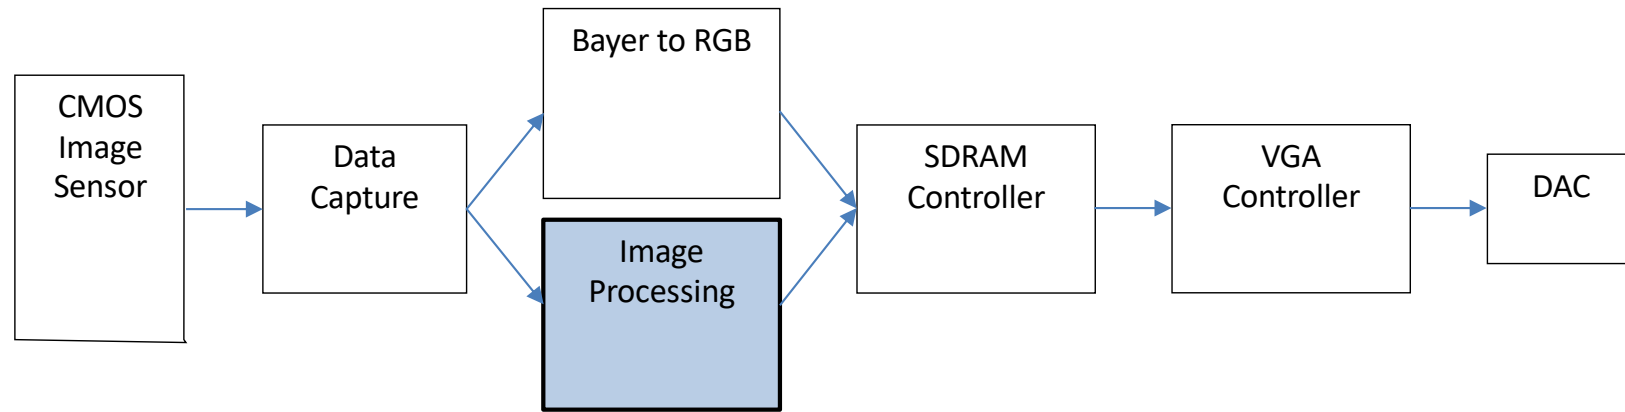 CMOS
Image
Sensor
Data
Capture
Bayer to RGB
Image
Processing
SDRAM
Controller
VGA
Controller
DAC